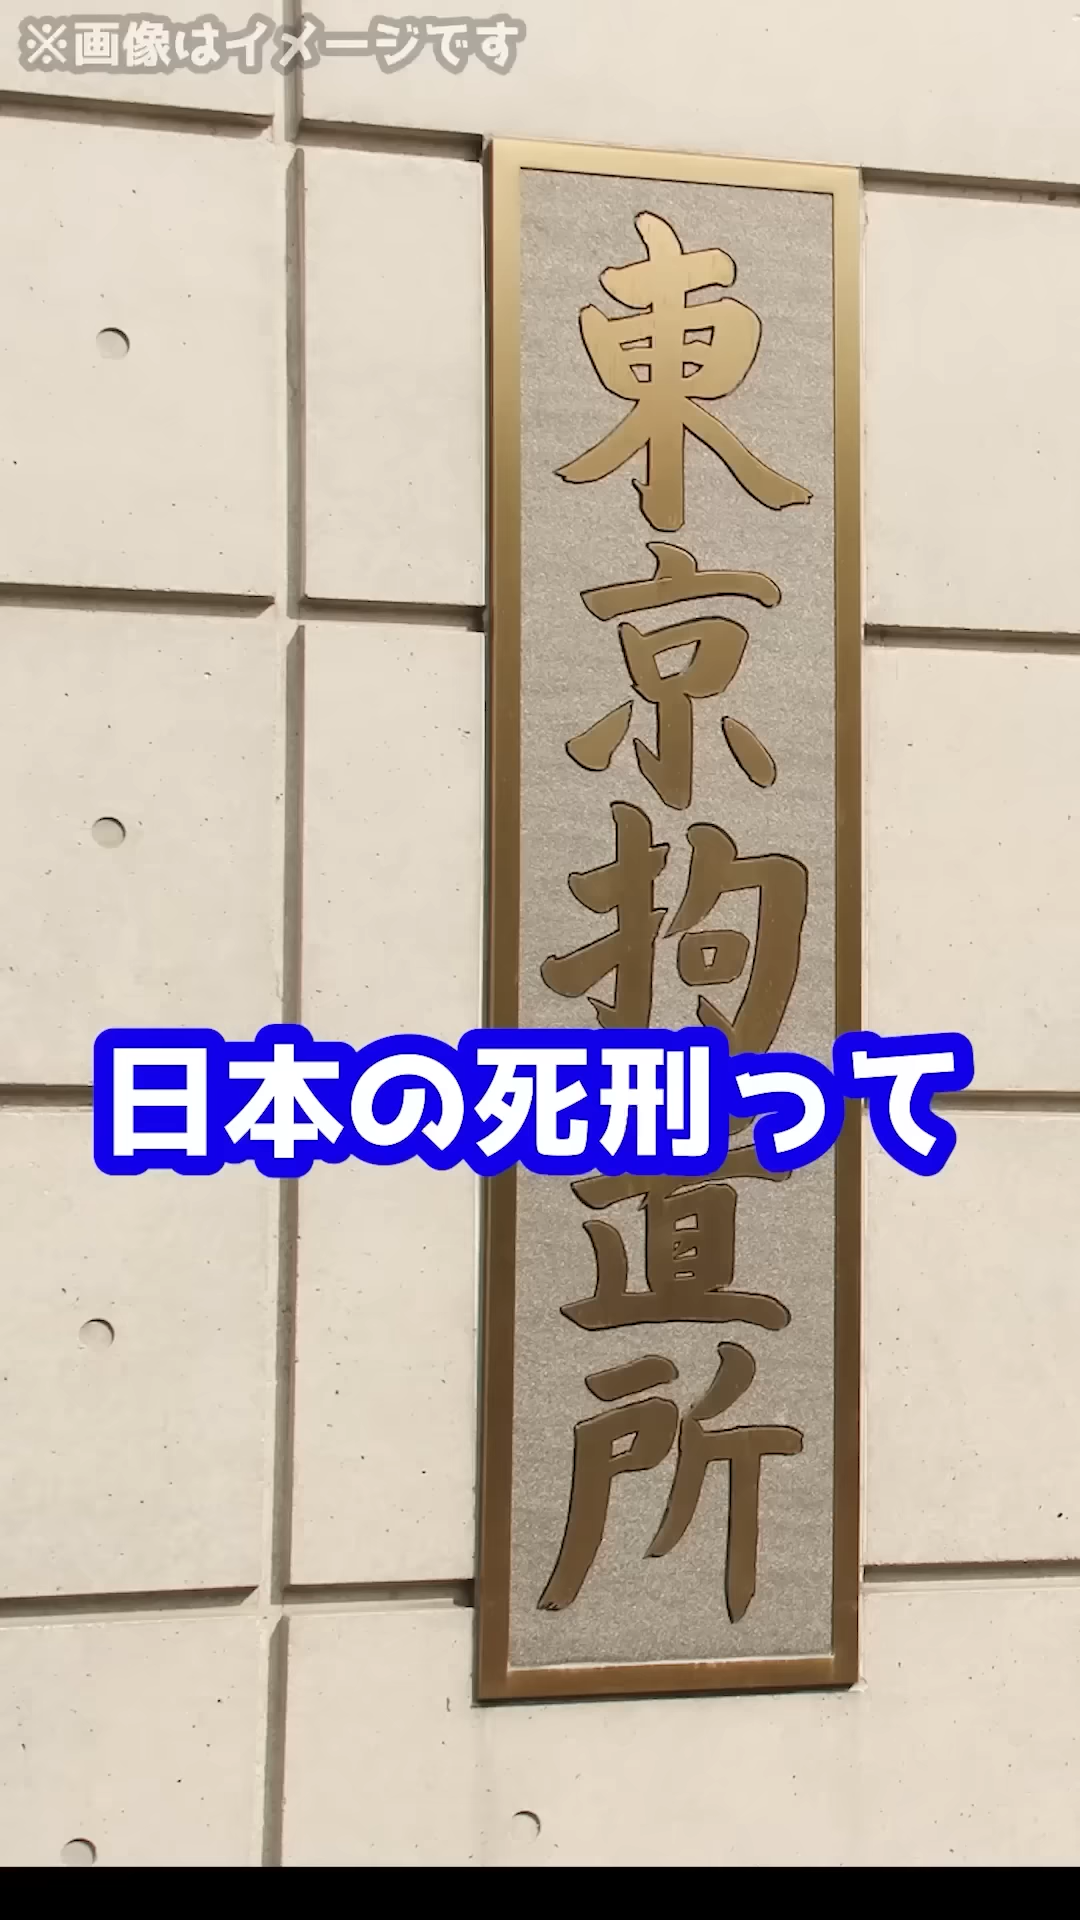 ※画像はイメージです
東京拘置所
日本の死刑って